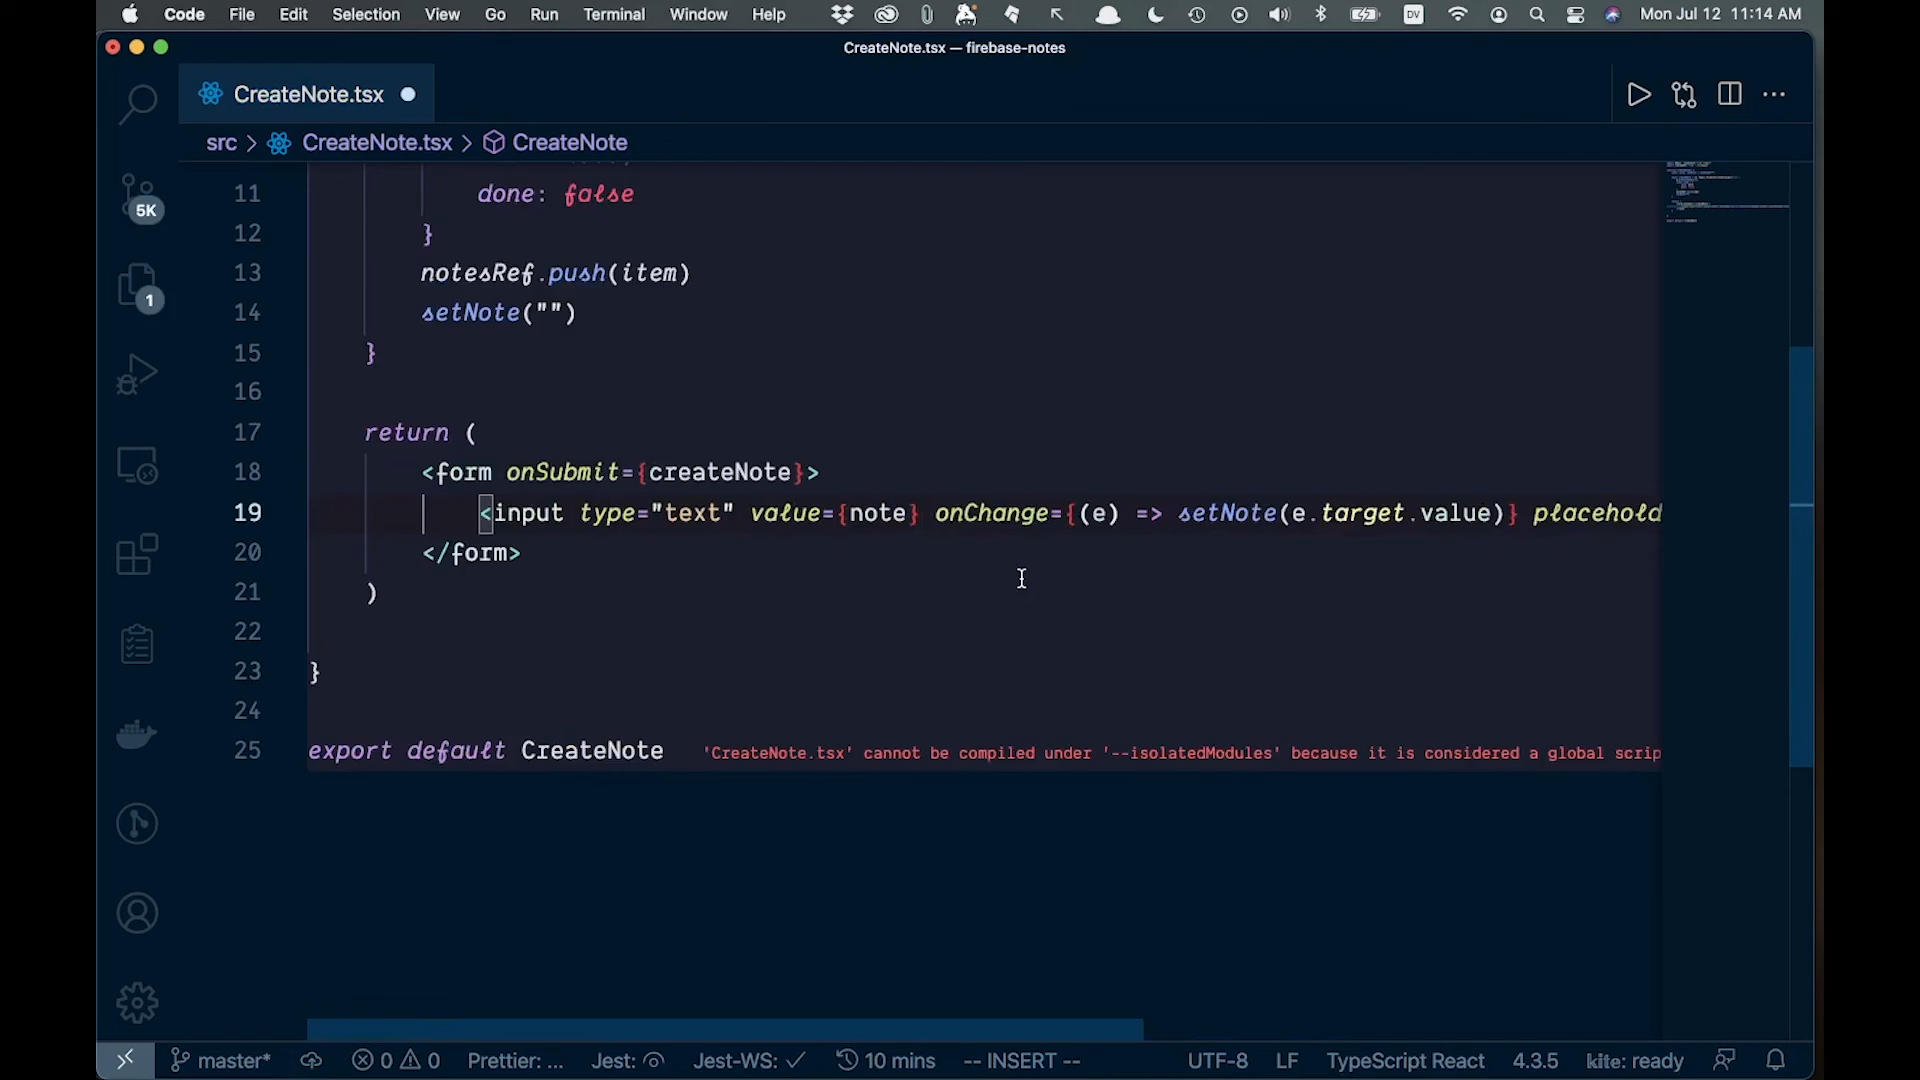 Code File Edit Selection View Go Run Terminal Window Help DV Mon Jul 12 11:14 AM
CreateNote.tsx — firebase-notes
CreateNote.tsx
src > CreateNote.tsx > CreateNote
5K
1
11 done: false
12 }
13 notesRef.push(item)
14 setNote("")
15 }
16
17 return (
18 <form onSubmit={createNote}>
19 <input type="text" value={note} onChange={(e) => setNote(e.target.value)} placehold
20 </form>
21 )
22
23 }
24
25 export default CreateNote 'CreateNote.tsx' cannot be compiled under '--isolatedModules' because it is considered a global scrip
master* 0 0 Prettier: ... Jest: Jest-WS: ✓ 10 mins -- INSERT -- UTF-8 LF TypeScript React 4.3.5 kite: ready